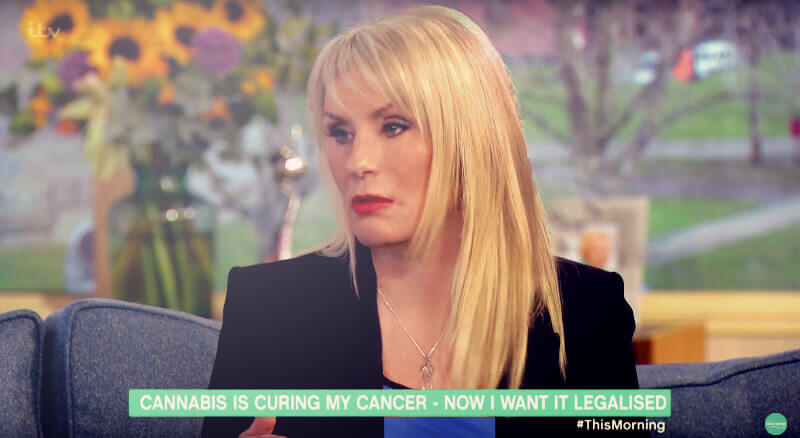 itv
CANNABIS IS CURING MY CANCER - NOW I WANT IT LEGALISED
#ThisMorning